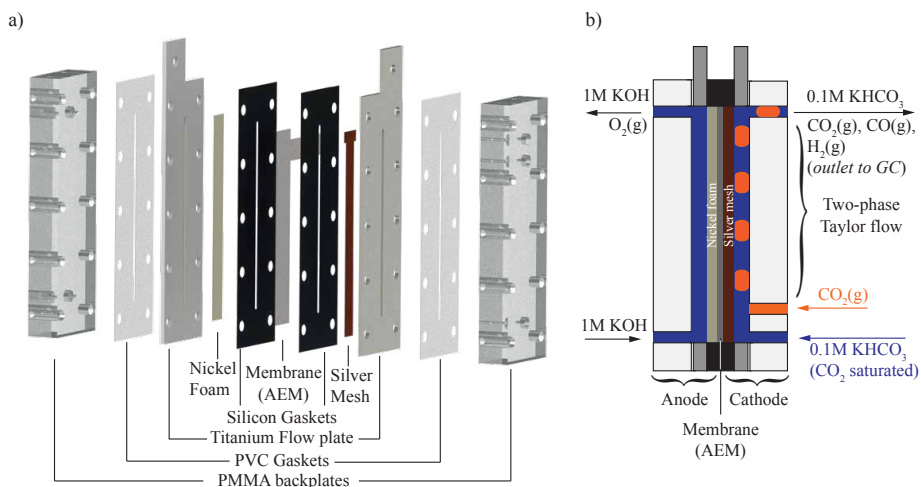 a)
Nickel
Foam
Membrane
(AEM)
Silver
Mesh
Silicon Gaskets
Titanium Flow plate
PVC Gaskets
PMMA backplates
b)
1M KOH
O₂(g)
0.1M KHCO₃
CO₂(g), CO(g),
H₂(g)
(outlet to GC)
Two-phase
Taylor flow
Nickel foam
Silver mesh
CO₂(g)
1M KOH
0.1M KHCO₃
(CO₂ saturated)
Anode
Cathode
Membrane
(AEM)